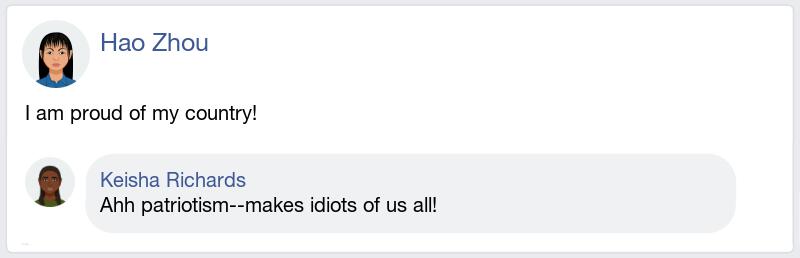 Hao Zhou
I am proud of my country!
Keisha Richards
Ahh patriotism--makes idiots of us all!